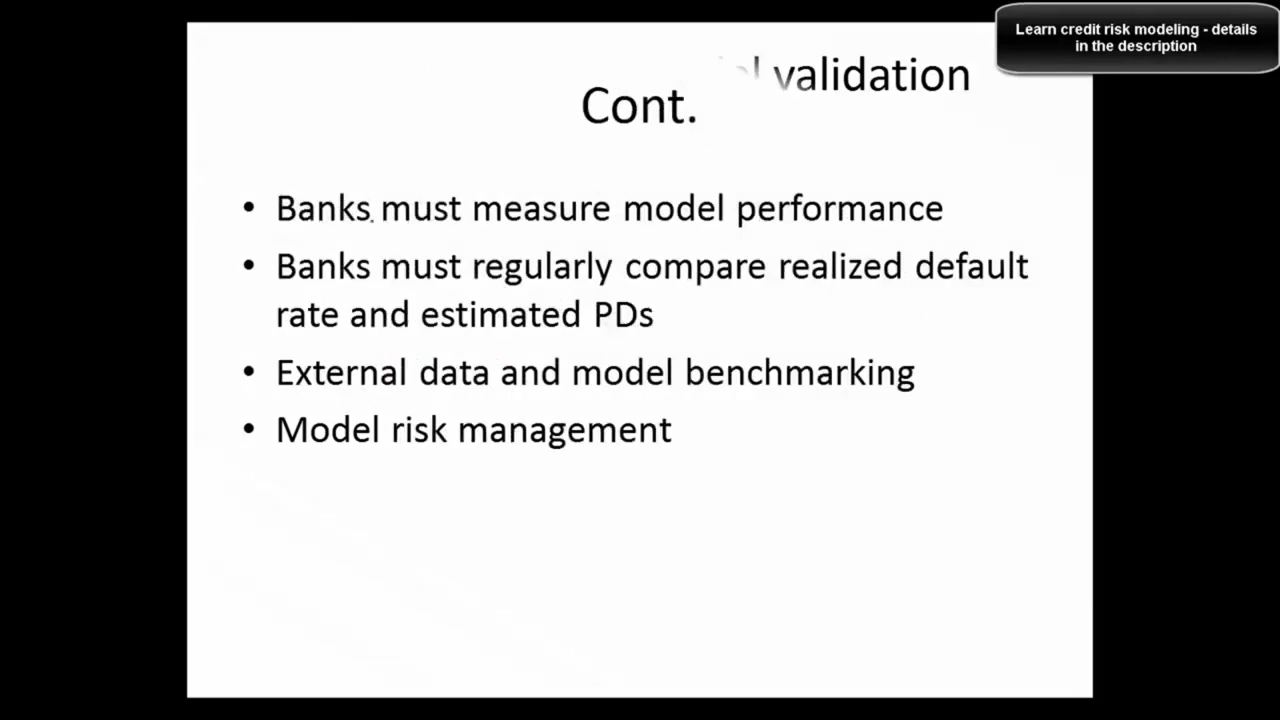 Learn credit risk modeling - details
in the description
validation
Cont.
• Banks must measure model performance
• Banks must regularly compare realized default
rate and estimated PDs
• External data and model benchmarking
• Model risk management